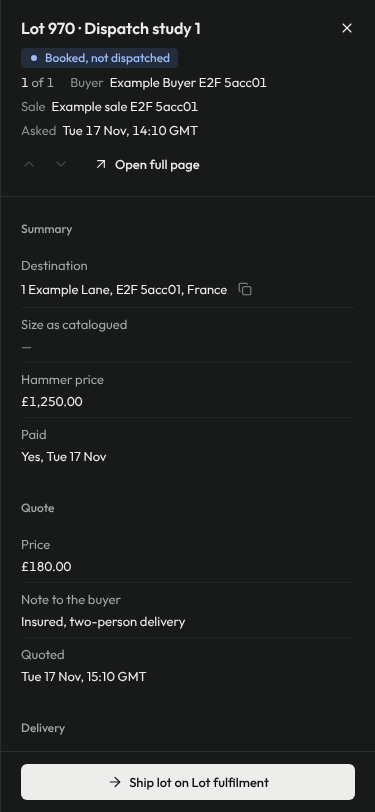 Lot 970 · Dispatch study 1
Booked, not dispatched
1 of 1 Buyer Example Buyer E2F 5acc01
Sale Example sale E2F 5acc01
Asked Tue 17 Nov, 14:10 GMT
Open full page
Summary
Destination
1 Example Lane, E2F 5acc01, France
Size as catalogued
—
Hammer price
£1,250.00
Paid
Yes, Tue 17 Nov
Quote
Price
£180.00
Note to the buyer
Insured, two-person delivery
Quoted
Tue 17 Nov, 15:10 GMT
Delivery
Ship lot on Lot fulfilment